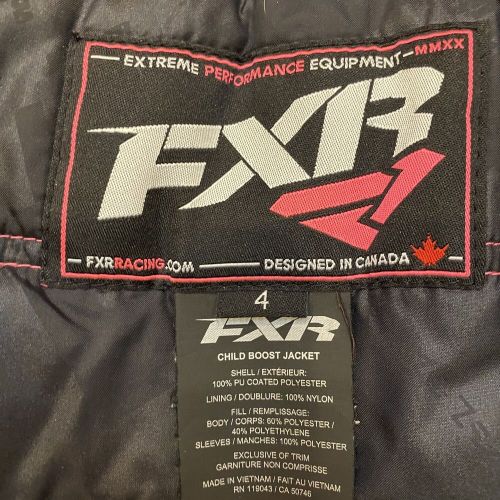 EXTREME PERFORMANCE EQUIPMENT MMXX
FXR
FXRRACING.COM DESIGNED IN CANADA
4
FXR
CHILD BOOST JACKET
SHELL / EXTÉRIEUR:
100% PU COATED POLYESTER
LINING / DOUBLURE: 100% NYLON
FILL / REMPLISSAGE:
BODY / CORPS: 60% POLYESTER /
40% POLYETHYLENE
SLEEVES / MANCHES: 100% POLYESTER
EXCLUSIVE OF TRIM
GARNITURE NON COMPRISE
MADE IN VIETNAM / FAIT AU VIETNAM
RN 119043 / CA 50746